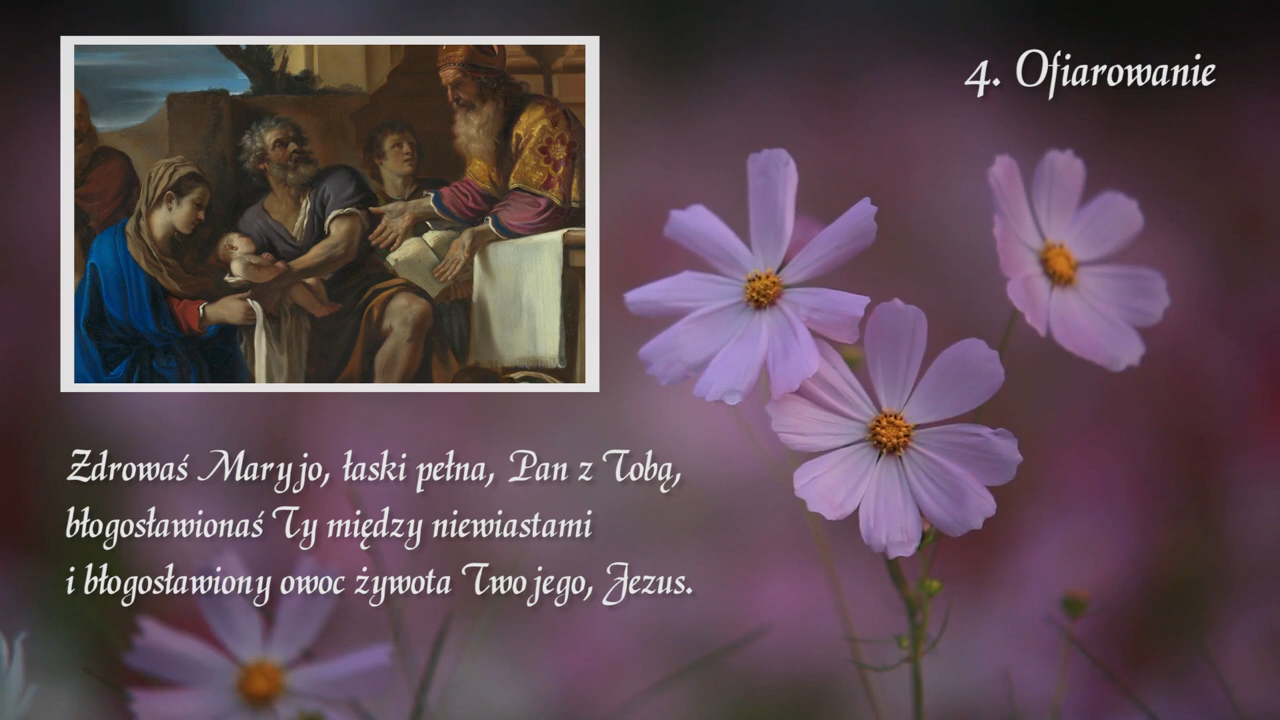 4. Ofiarowanie
Zdrowaś Maryjo, łaski pełna, Pan z Tobą,
błogosławionaś Ty między niewiastami
i błogosławiony owoc żywota Twojego, Jezus.